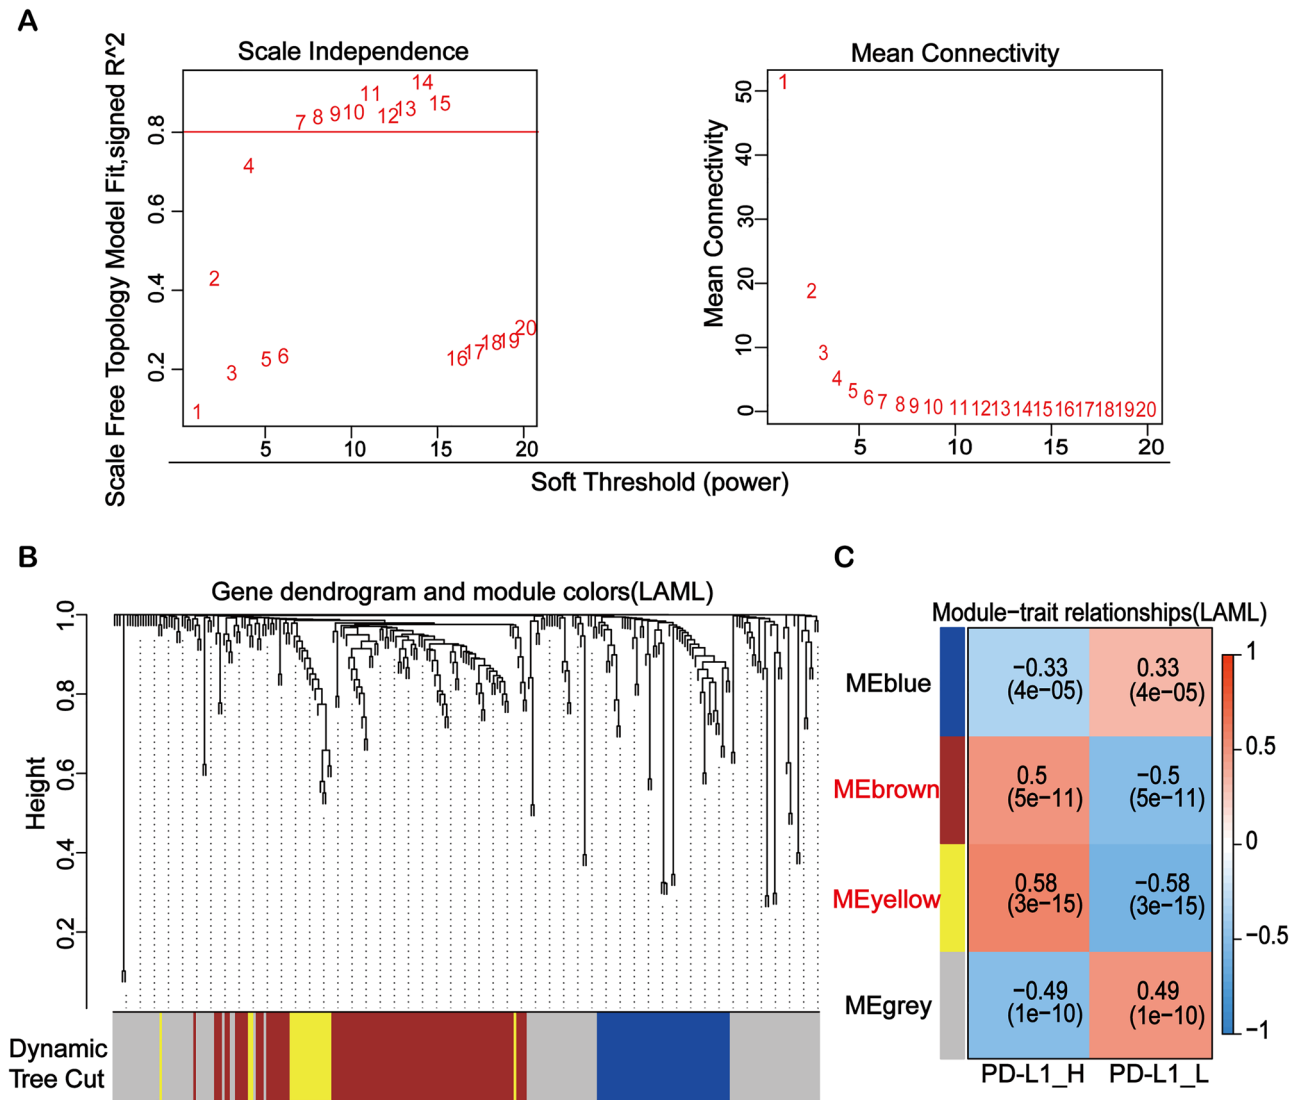 A
Scale Independence
Scale Free Topology Model Fit,signed R^2
0.8
0.6
0.4
0.2
1
2
3
4
5
6
7
8
9
10
11
12
13
14
15
16
17
18
19
20
5
10
15
20
Mean Connectivity
Mean Connectivity
50
40
30
20
10
0
1
2
3
4
5
6
7
8
9
10
11
12
13
14
15
16
17
18
19
20
5
10
15
20
Soft Threshold (power)
B
Gene dendrogram and module colors(LAML)
Height
1.0
0.8
0.6
0.4
0.2
Dynamic
Tree Cut
C
Module−trait relationships(LAML)
MEblue
−0.33
(4e−05)
0.33
(4e−05)
MEbrown
0.5
(5e−11)
−0.5
(5e−11)
MEyellow
0.58
(3e−15)
−0.58
(3e−15)
MEgrey
−0.49
(1e−10)
0.49
(1e−10)
PD-L1_H
PD-L1_L
1
0.5
0
−0.5
−1